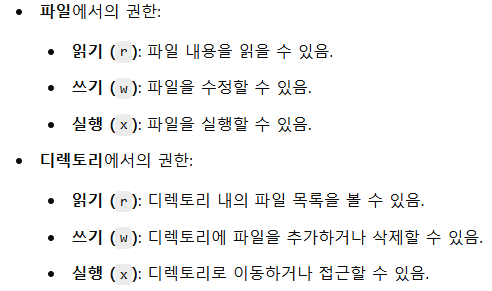 • 파일에서의 권한:
• 읽기 (r): 파일 내용을 읽을 수 있음.
• 쓰기 (w): 파일을 수정할 수 있음.
• 실행 (x): 파일을 실행할 수 있음.
• 디렉토리에서의 권한:
• 읽기 (r): 디렉토리 내의 파일 목록을 볼 수 있음.
• 쓰기 (w): 디렉토리에 파일을 추가하거나 삭제할 수 있음.
• 실행 (x): 디렉토리로 이동하거나 접근할 수 있음.